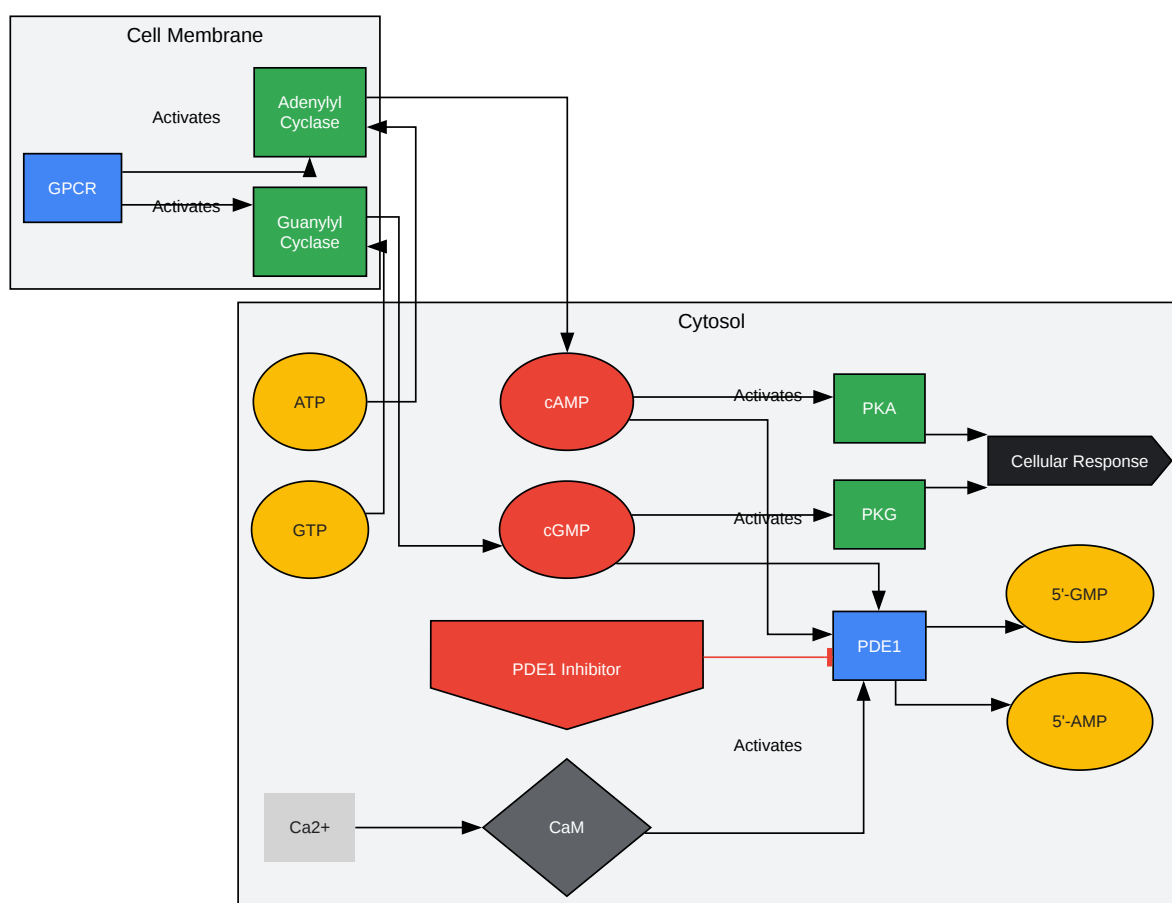 Cell Membrane
Adenylyl
Cyclase
Activates
GPCR
Activates
Guanylyl
Cyclase
Cytosol
ATP
cAMP
Activates
PKA
Cellular Response
GTP
cGMP
Activates
PKG
5'-GMP
PDE1
PDE1 Inhibitor
5'-AMP
Activates
Ca2+
CaM